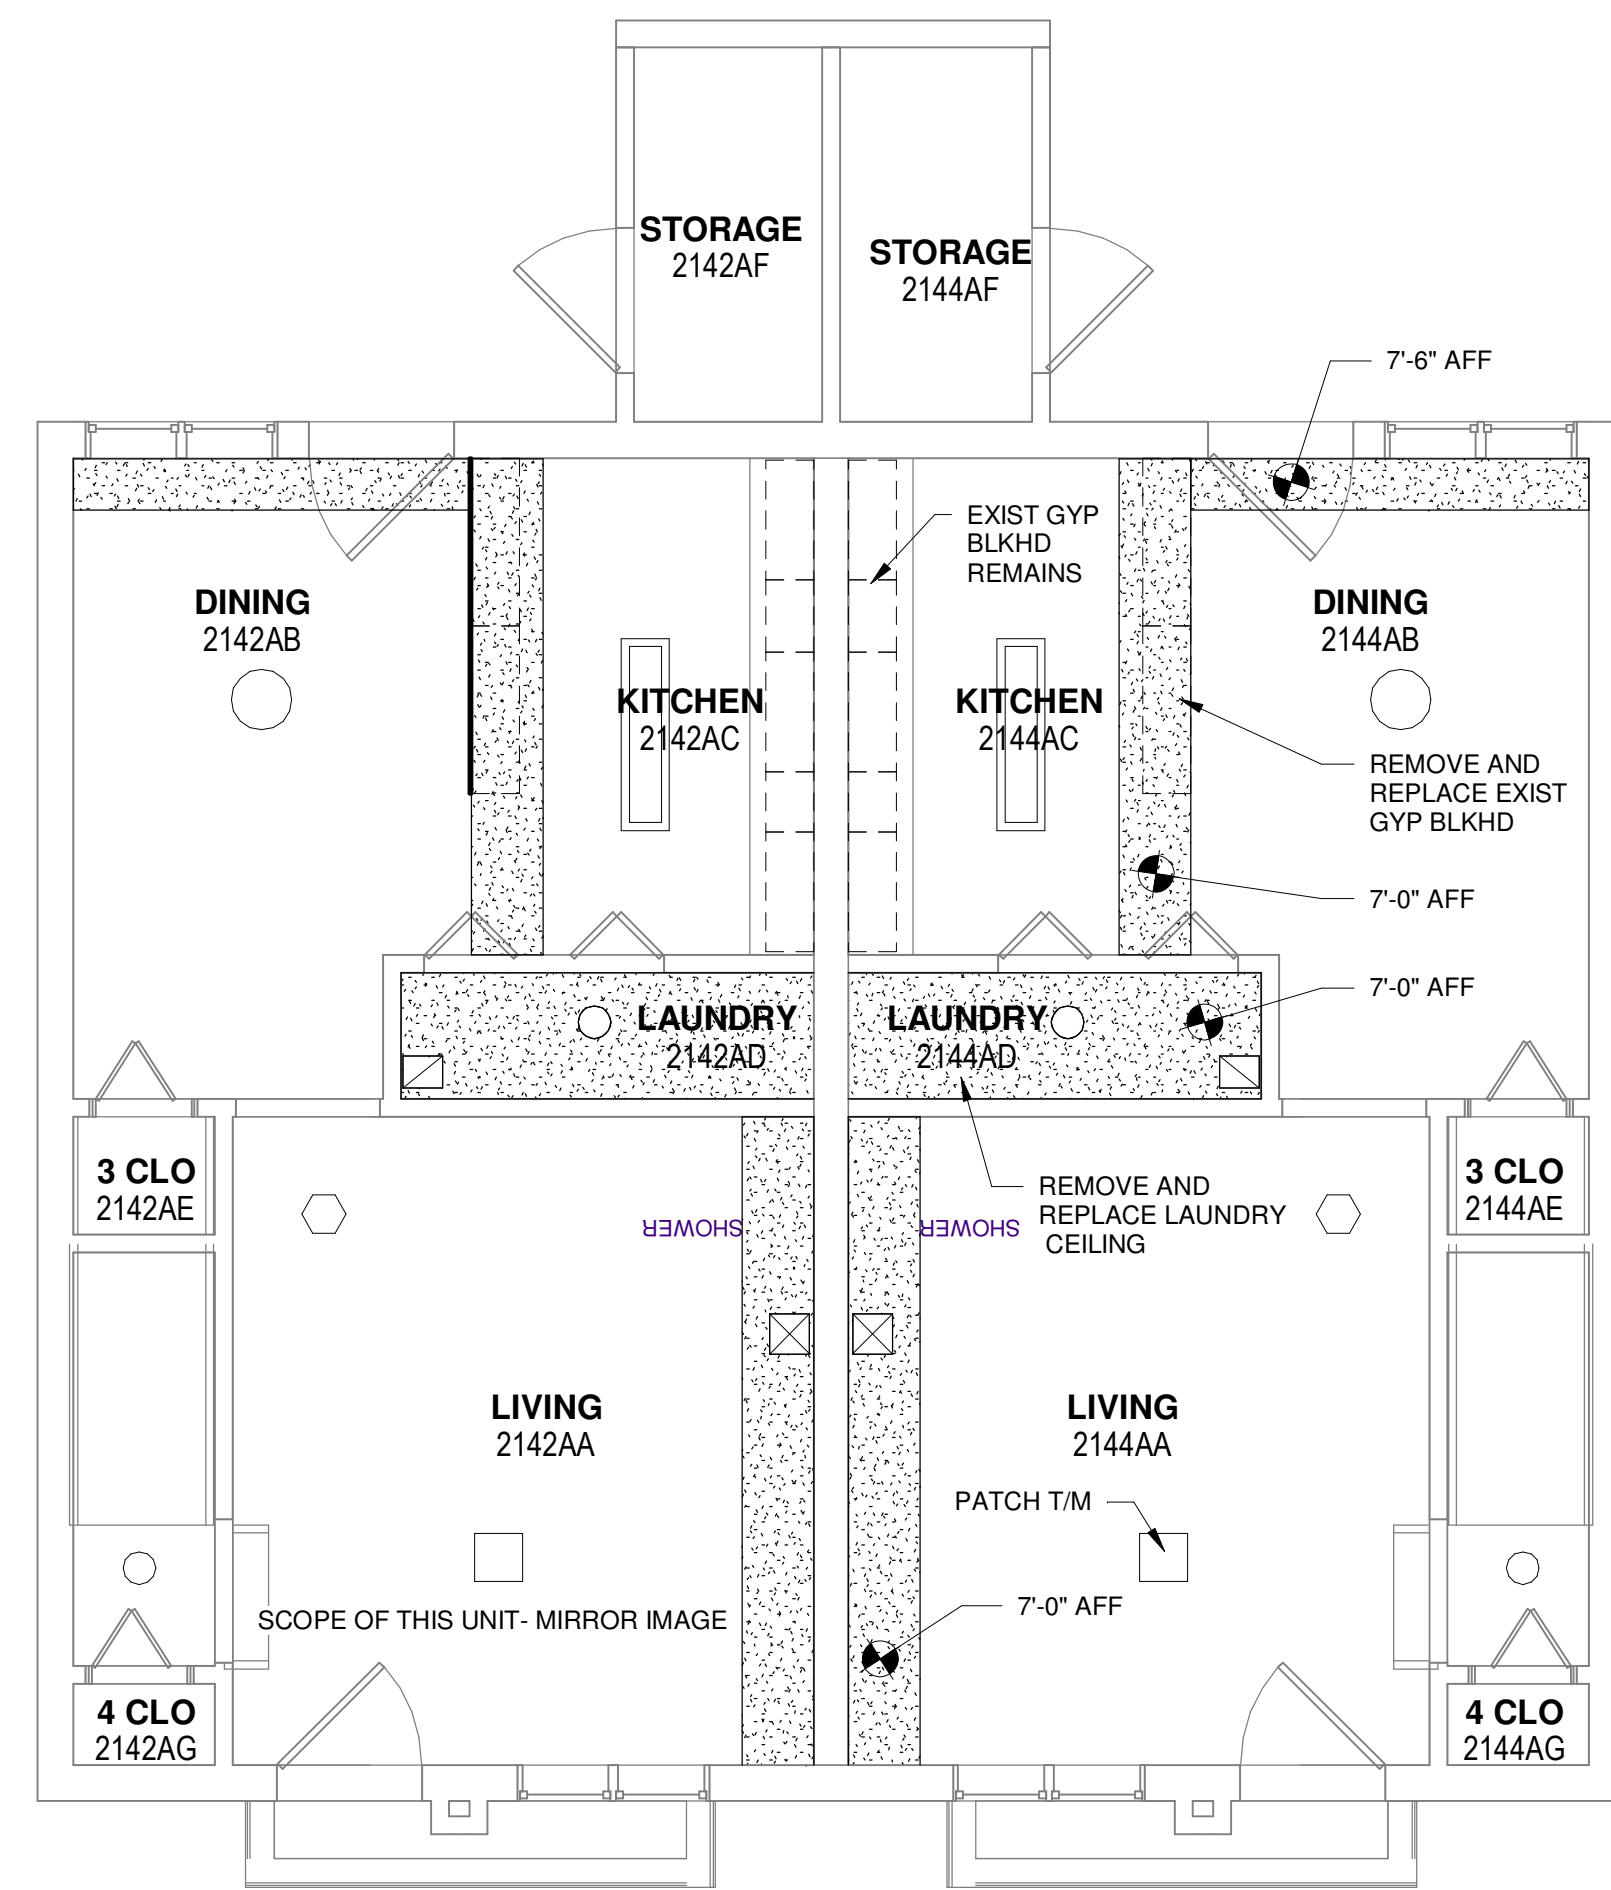 STORAGE
2142AF
STORAGE
2144AF
7'-6" AFF
EXIST GYP
BLKHD
REMAINS
DINING
2142AB
DINING
2144AB
KITCHEN
2142AC
KITCHEN
2144AC
REMOVE AND
REPLACE EXIST
GYP BLKHD
7'-0" AFF
7'-0" AFF
LAUNDRY
2142AD
LAUNDRY
2144AD
3 CLO
2142AE
SHOWER
SHOWER
REMOVE AND
REPLACE LAUNDRY
CEILING
3 CLO
2144AE
LIVING
2142AA
LIVING
2144AA
PATCH T/M
7'-0" AFF
SCOPE OF THIS UNIT- MIRROR IMAGE
4 CLO
2142AG
4 CLO
2144AG